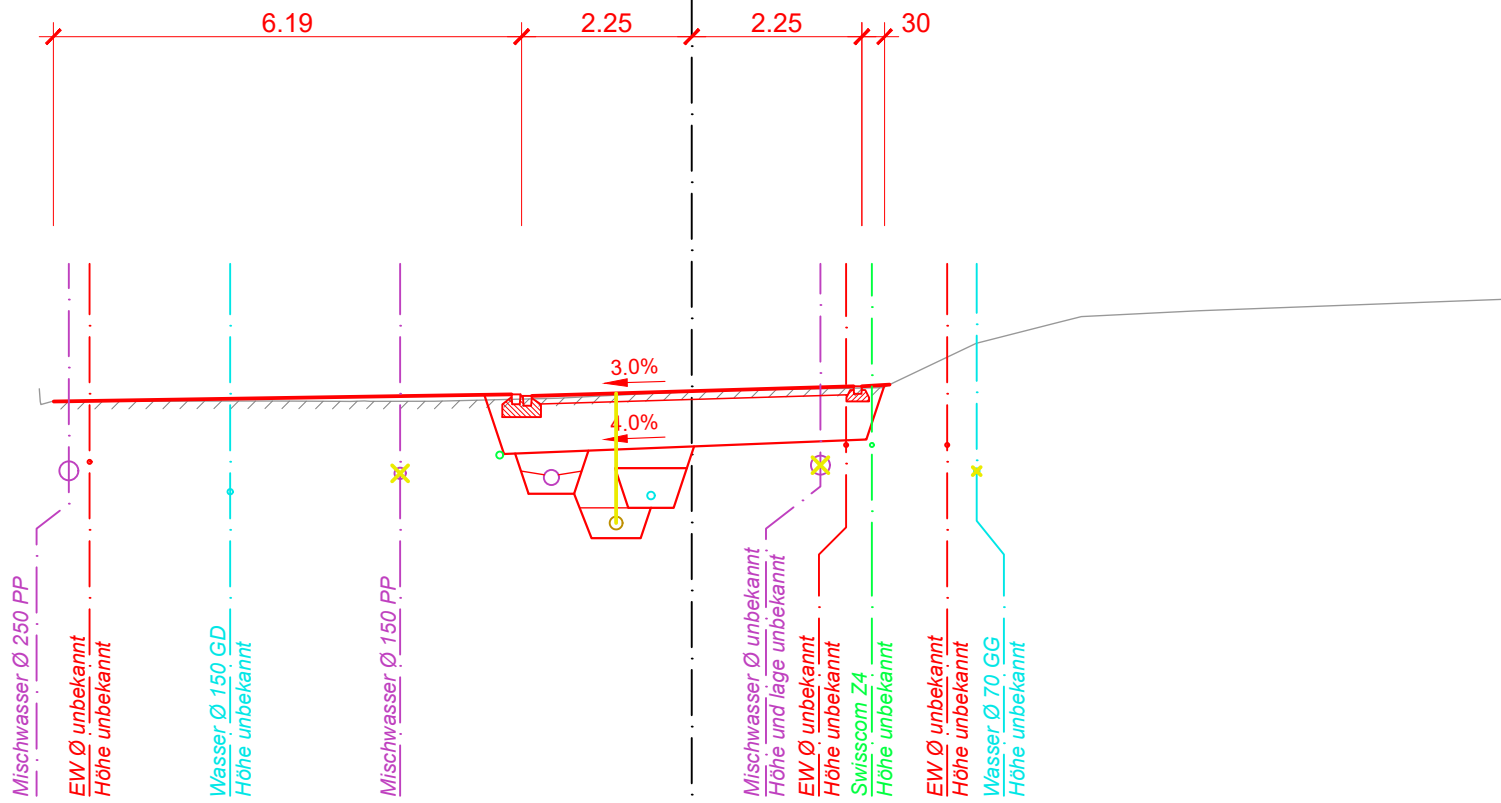 6.19
2.25
2.25
30
3.0%
4.0%
Mischwasser Ø 250 PP
EW Ø unbekannt
Höhe unbekannt
Wasser Ø 150 GD
Höhe unbekannt
Mischwasser Ø 150 PP
Mischwasser Ø unbekannt
Höhe und lage unbekannt
EW Ø unbekannt
Höhe unbekannt
Swisscom Z4
Höhe unbekannt
EW Ø unbekannt
Höhe unbekannt
Wasser Ø 70 GG
Höhe unbekannt